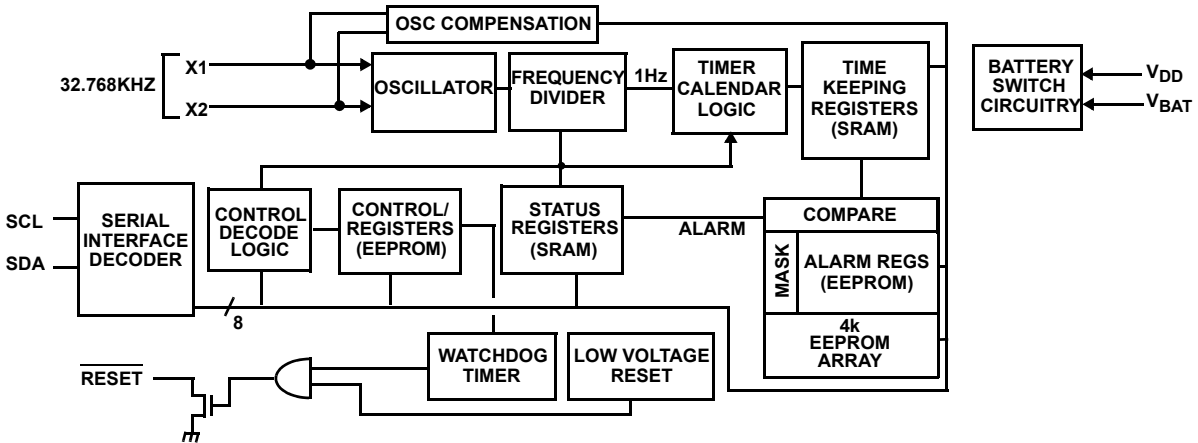 OSC COMPENSATION
32.768KHZ
X1
X2
OSCILLATOR
FREQUENCY
DIVIDER
1Hz
TIMER
CALENDAR
LOGIC
TIME
KEEPING
REGISTERS
(SRAM)
BATTERY
SWITCH
CIRCUITRY
VDD
VBAT
SCL
SDA
SERIAL
INTERFACE
DECODER
CONTROL
DECODE
LOGIC
CONTROL/
REGISTERS
(EEPROM)
STATUS
REGISTERS
(SRAM)
ALARM
COMPARE
MASK
ALARM REGS
(EEPROM)
4k
EEPROM
ARRAY
8
WATCHDOG
TIMER
LOW VOLTAGE
RESET
RESET